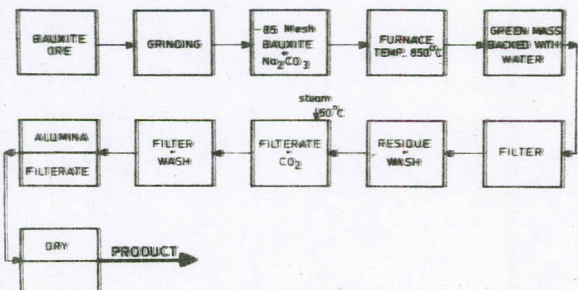 BAUXITE
ORE
GRINDING
-85 Mesh
BAUXITE
+
Na2CO3
FURNACE
TEMP. 850°C
GREEN MASS
BACKED WITH
WATER
FILTER
RESIDUE
WASH
steam
50°C
FILTERATE
+
CO2
FILTER
+
WASH
ALUMINA
FILTERATE
DRY
PRODUCT